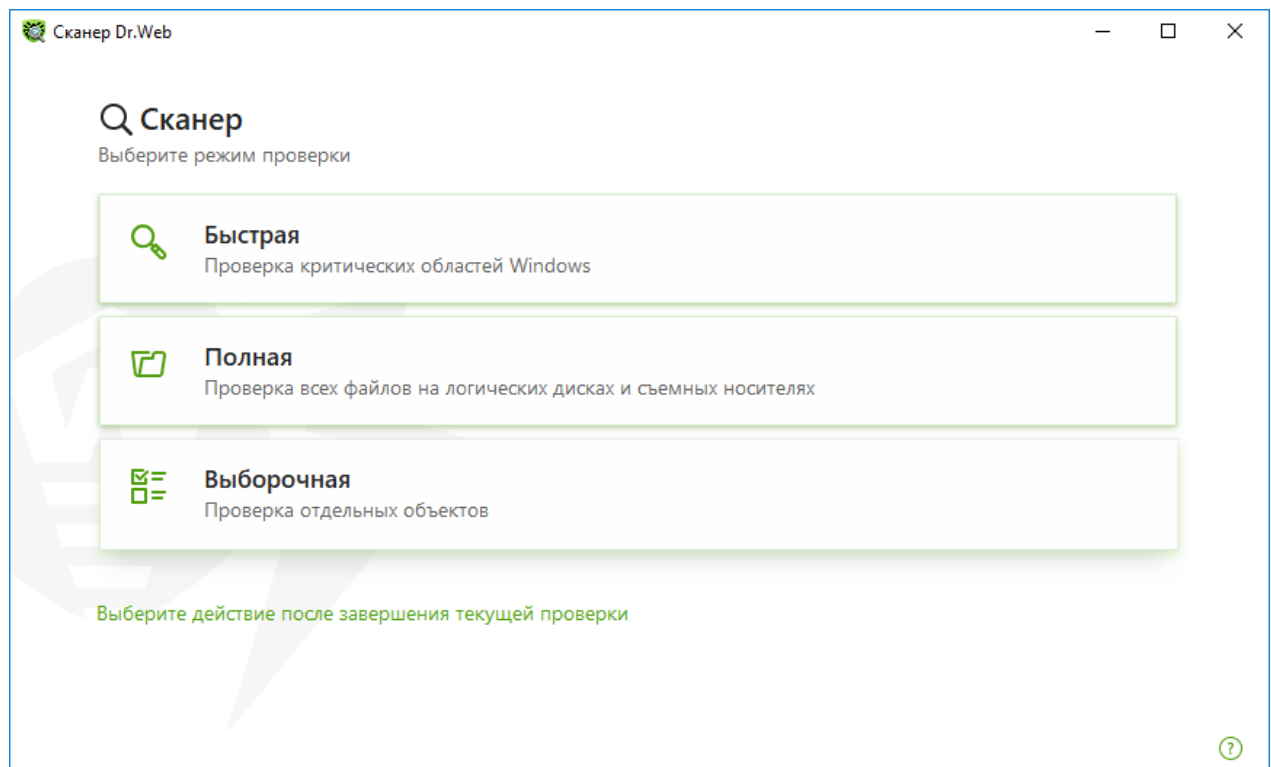 Сканер Dr.Web
Сканер
Выберите режим проверки
Быстрая
Проверка критических областей Windows
Полная
Проверка всех файлов на логических дисках и съемных носителях
Выборочная
Проверка отдельных объектов
Выберите действие после завершения текущей проверки
?